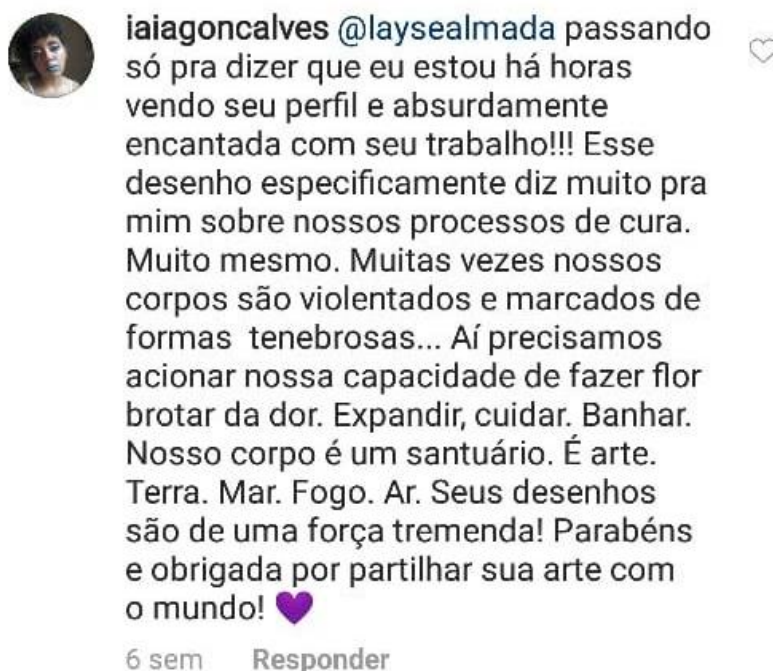 iaiagoncalves @laysealmada passando
só pra dizer que eu estou há horas
vendo seu perfil e absurdamente
encantada com seu trabalho!!! Esse
desenho especificamente diz muito pra
mim sobre nossos processos de cura.
Muito mesmo. Muitas vezes nossos
corpos são violentados e marcados de
formas  tenebrosas... Aí precisamos
acionar nossa capacidade de fazer flor
brotar da dor. Expandir, cuidar. Banhar.
Nosso corpo é um santuário. É arte.
Terra. Mar. Fogo. Ar. Seus desenhos
são de uma força tremenda! Parabéns
e obrigada por partilhar sua arte com
o mundo! 💜
6 sem Responder